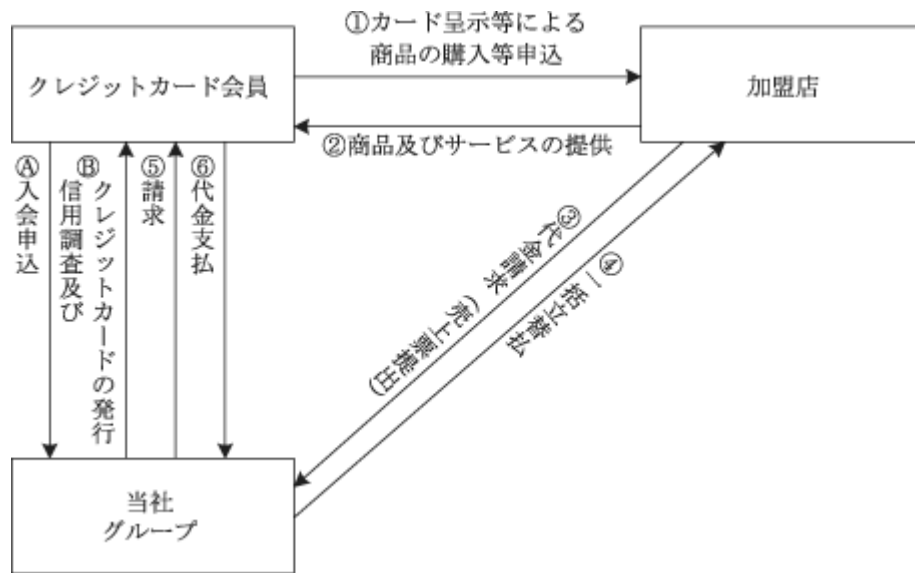 ①カード呈示等による
商品の購入等申込
クレジットカード会員
加盟店
②商品及びサービスの提供
Ⓐ入会申込
Ⓑ信用調査及び
クレジットカードの発行
⑤請求
⑥代金支払
③代金請求(売上票提出)
④一括立替払
当社
グループ